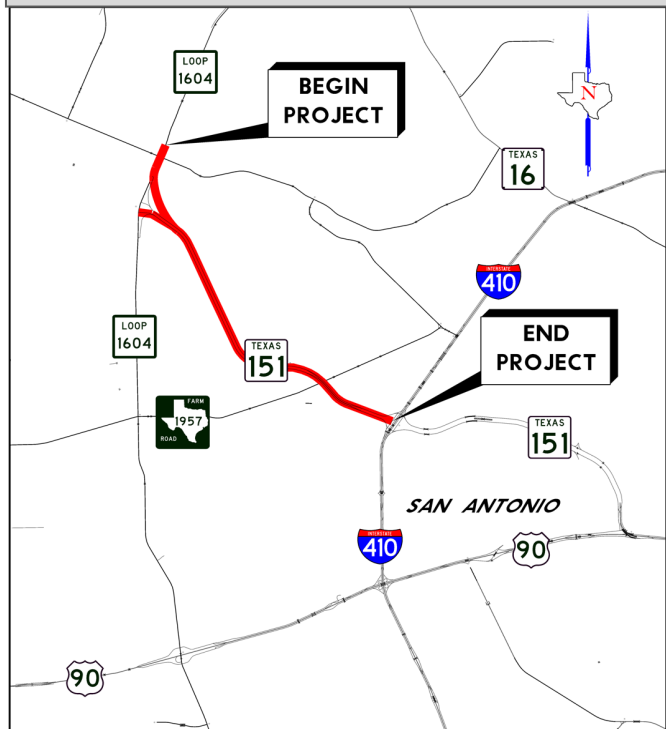 LOOP
1604
BEGIN
PROJECT
N
TEXAS
16
INTERSTATE
410
LOOP
1604
TEXAS
151
END
PROJECT
FARM
1957
ROAD
TEXAS
151
SAN ANTONIO
INTERSTATE
410
90
90